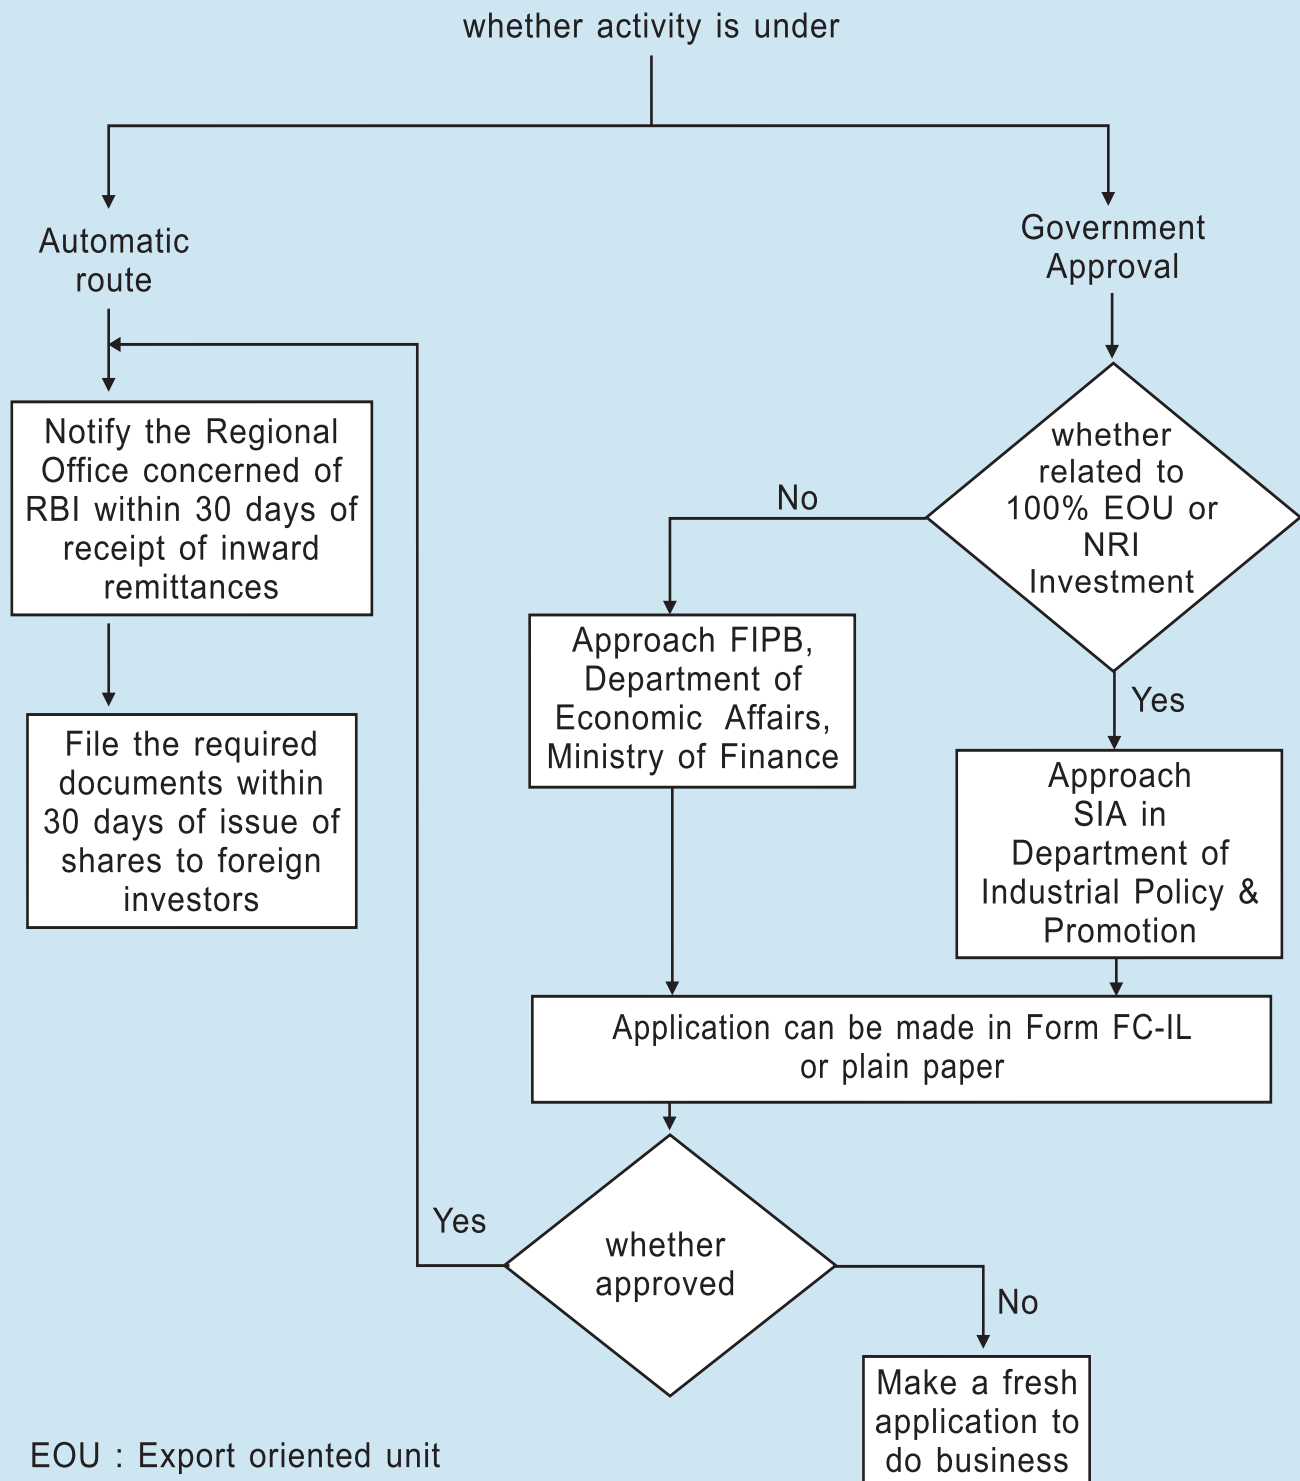 whether activity is under
Automatic
route
Government
Approval
Notify the Regional
Office concerned of
RBI within 30 days of
receipt of inward
remittances
File the required
documents within
30 days of issue of
shares to foreign
investors
whether
related to
100% EOU or
NRI
Investment
No
Yes
Approach FIPB,
Department of
Economic Affairs,
Ministry of Finance
Approach
SIA in
Department of
Industrial Policy &
Promotion
Application can be made in Form FC-IL
or plain paper
whether
approved
Yes
No
Make a fresh
application to
do business
EOU : Export oriented unit